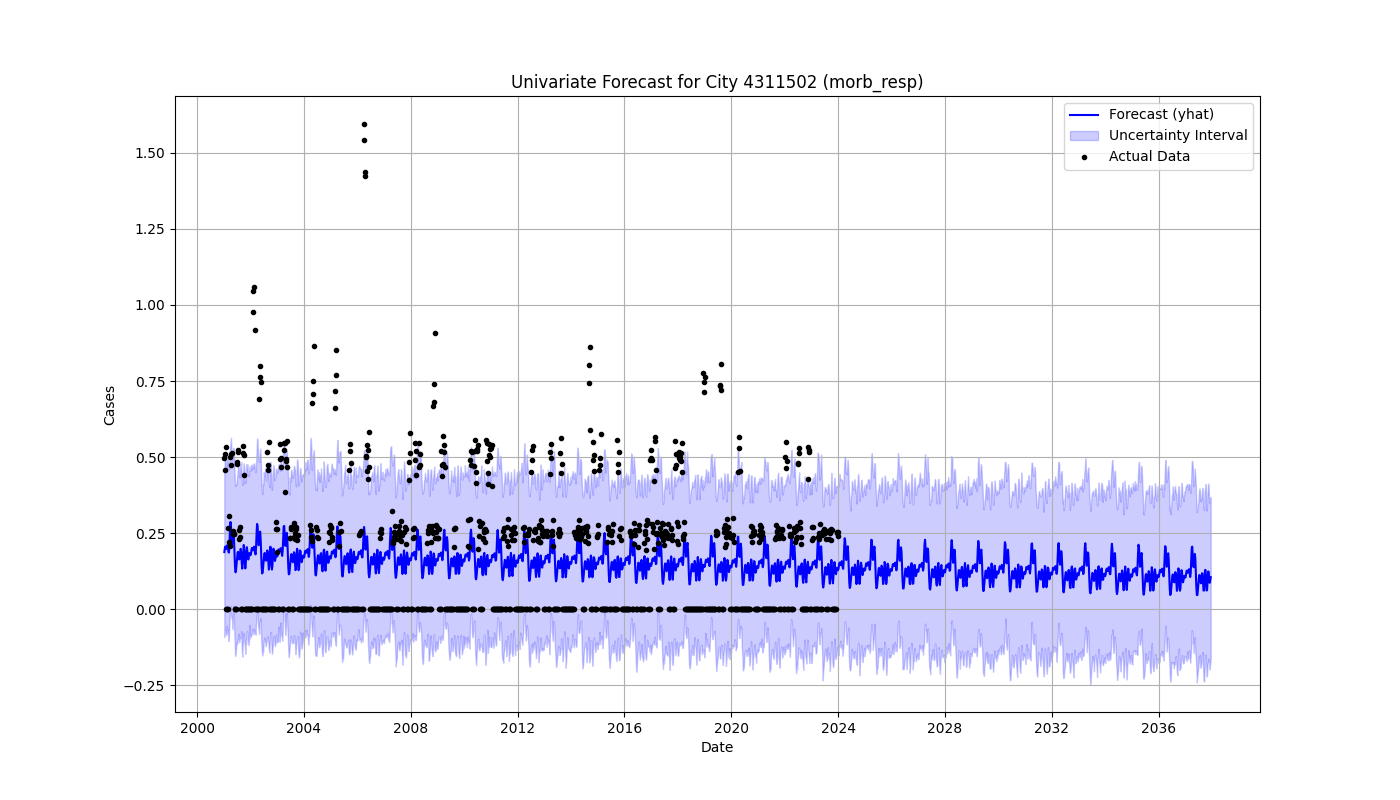 Univariate Forecast for City 4311502 (morb_resp)
Forecast (yhat)
Uncertainty Interval
Actual Data
1.50
1.25
1.00
0.75
0.50
0.25
0.00
−0.25
Cases
2000 2004 2008 2012 2016 2020 2024 2028 2032 2036
Date